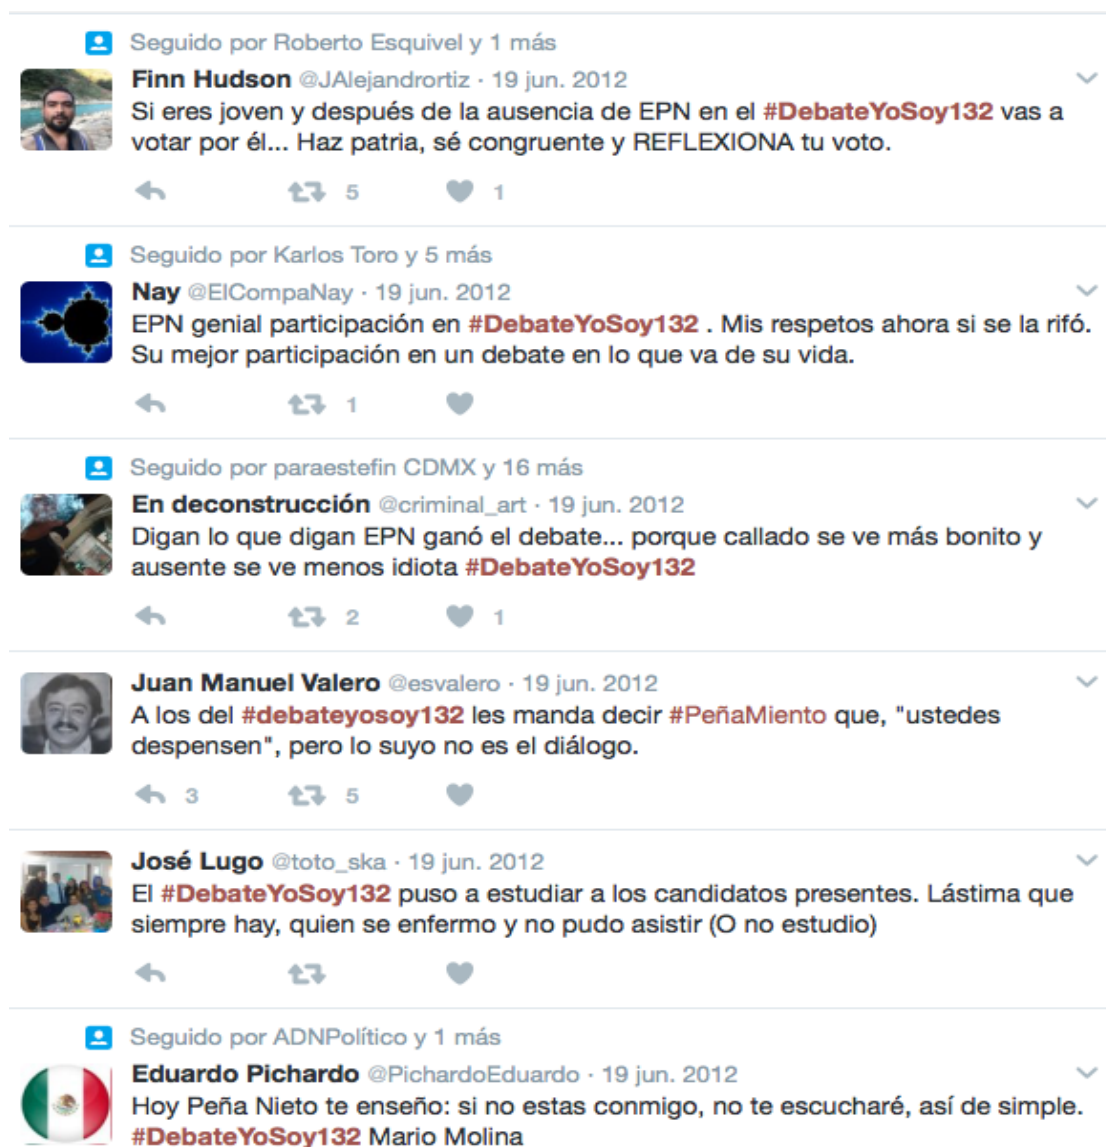 Seguido por Roberto Esquivel y 1 más
Finn Hudson @JAlejandrortiz · 19 jun. 2012
Si eres joven y después de la ausencia de EPN en el #DebateYoSoy132 vas a
votar por él... Haz patria, sé congruente y REFLEXIONA tu voto.
5 1
Seguido por Karlos Toro y 5 más
Nay @ElCompaNay · 19 jun. 2012
EPN genial participación en #DebateYoSoy132 . Mis respetos ahora si se la rifó.
Su mejor participación en un debate en lo que va de su vida.
1
Seguido por paraestefin CDMX y 16 más
En deconstrucción @criminal_art · 19 jun. 2012
Digan lo que digan EPN ganó el debate... porque callado se ve más bonito y
ausente se ve menos idiota #DebateYoSoy132
2 1
Juan Manuel Valero @esvalero · 19 jun. 2012
A los del #debateyosoy132 les manda decir #PeñaMiento que, "ustedes
despensen", pero lo suyo no es el diálogo.
3 5
José Lugo @toto_ska · 19 jun. 2012
El #DebateYoSoy132 puso a estudiar a los candidatos presentes. Lástima que
siempre hay, quien se enfermo y no pudo asistir (O no estudio)
Seguido por ADNPolítico y 1 más
Eduardo Pichardo @PichardoEduardo · 19 jun. 2012
Hoy Peña Nieto te enseño: si no estas conmigo, no te escucharé, así de simple.
#DebateYoSoy132 Mario Molina